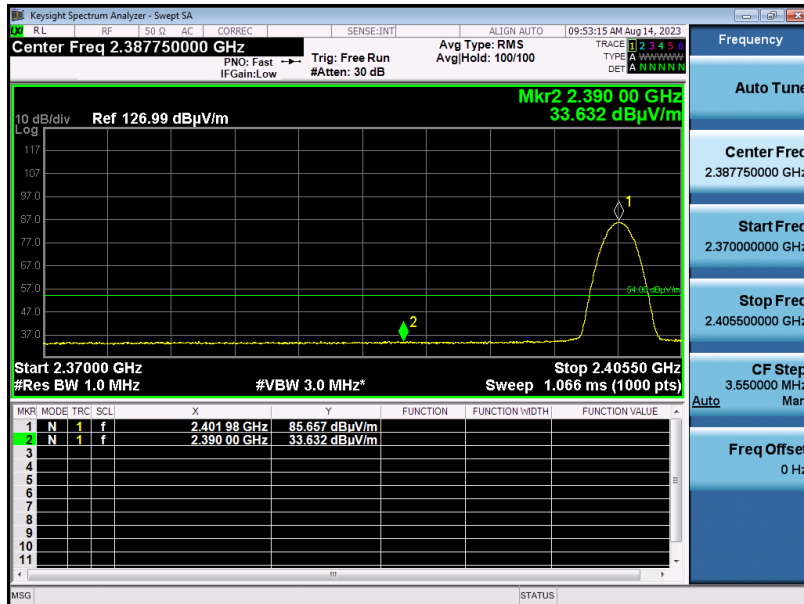 Keysight Spectrum Analyzer - Swept SA
LXI RL RF 50 Ω AC CORREC SENSE:INT ALIGN AUTO 09:53:15 AM Aug 14, 2023
Center Freq 2.387750000 GHz
PNO: Fast
IFGain:Low
Trig: Free Run
#Atten: 30 dB
Avg Type: RMS
Avg|Hold: 100/100
TRACE 1 2 3 4 5 6
TYPE A WWWWW
DET A N N N N N
Mkr2 2.390 00 GHz
33.632 dBµV/m
10 dB/div
Log
Ref 126.99 dBµV/m
117
107
97.0
87.0
77.0
67.0
57.0
47.0
37.0
1
54.00 dBµV/m
2
Start 2.37000 GHz
Stop 2.40550 GHz
#Res BW 1.0 MHz
#VBW 3.0 MHz*
Sweep 1.066 ms (1000 pts)
MKR MODE TRC SCL X Y FUNCTION FUNCTION WIDTH FUNCTION VALUE
1 N 1 f 2.401 98 GHz 85.657 dBµV/m
2 N 1 f 2.390 00 GHz 33.632 dBµV/m
3
4
5
6
7
8
9
10
11
MSG
STATUS
Frequency
Auto Tune
Center Freq
2.387750000 GHz
Start Freq
2.370000000 GHz
Stop Freq
2.405500000 GHz
CF Step
3.550000 MHz
Auto Man
Freq Offset
0 Hz